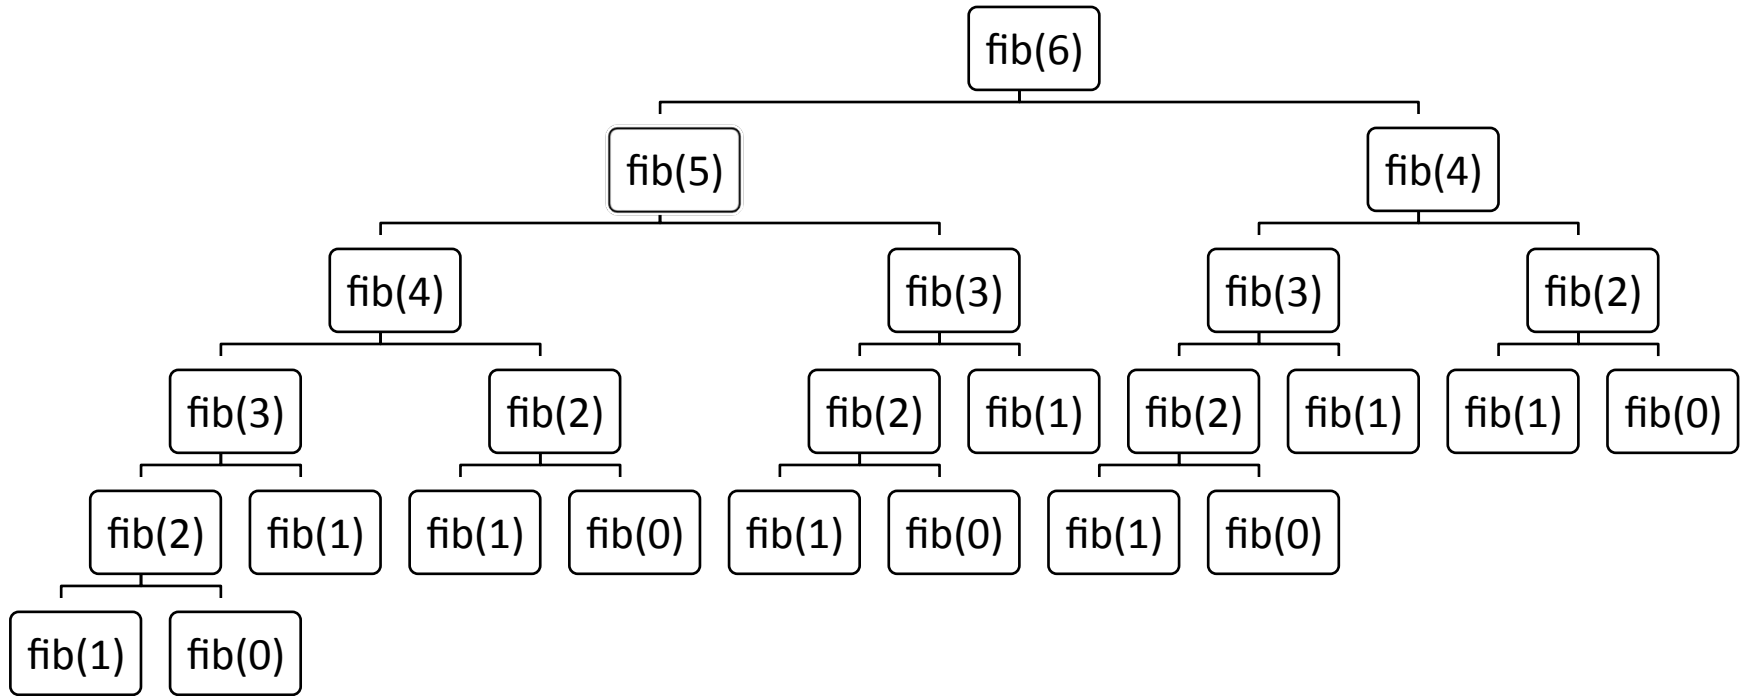 fib(6)
fib(5) fib(4)
fib(4) fib(3) fib(3) fib(2)
fib(3) fib(2) fib(2) fib(1) fib(2) fib(1) fib(1) fib(0)
fib(2) fib(1) fib(1) fib(0) fib(1) fib(0) fib(1) fib(0)
fib(1) fib(0)